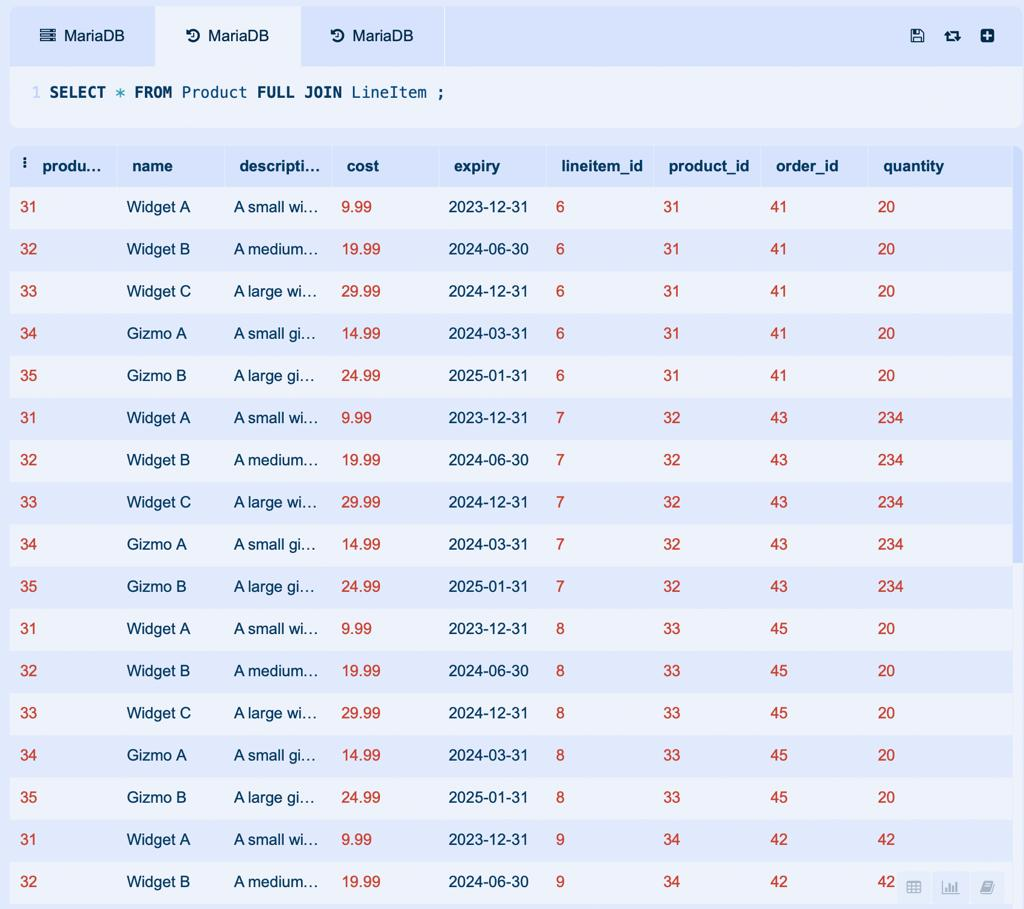 MariaDB MariaDB MariaDB
1 SELECT * FROM Product FULL JOIN LineItem ;
produ... name descripti... cost expiry lineitem_id product_id order_id quantity
31 Widget A A small wi... 9.99 2023-12-31 6 31 41 20
32 Widget B A medium... 19.99 2024-06-30 6 31 41 20
33 Widget C A large wi... 29.99 2024-12-31 6 31 41 20
34 Gizmo A A small gi... 14.99 2024-03-31 6 31 41 20
35 Gizmo B A large gi... 24.99 2025-01-31 6 31 41 20
31 Widget A A small wi... 9.99 2023-12-31 7 32 43 234
32 Widget B A medium... 19.99 2024-06-30 7 32 43 234
33 Widget C A large wi... 29.99 2024-12-31 7 32 43 234
34 Gizmo A A small gi... 14.99 2024-03-31 7 32 43 234
35 Gizmo B A large gi... 24.99 2025-01-31 7 32 43 234
31 Widget A A small wi... 9.99 2023-12-31 8 33 45 20
32 Widget B A medium... 19.99 2024-06-30 8 33 45 20
33 Widget C A large wi... 29.99 2024-12-31 8 33 45 20
34 Gizmo A A small gi... 14.99 2024-03-31 8 33 45 20
35 Gizmo B A large gi... 24.99 2025-01-31 8 33 45 20
31 Widget A A small wi... 9.99 2023-12-31 9 34 42 42
32 Widget B A medium... 19.99 2024-06-30 9 34 42 42